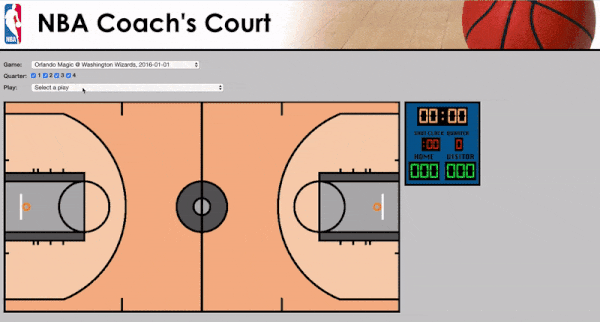 NBA Coach's Court
NBA
Game: Orlando Magic @ Washington Wizards, 2016-01-01
Quarter: 1 2 3 4
Play: Select a play
00:00
SHOT CLOCK QUARTER
:00 0
HOME VISITOR
000 000